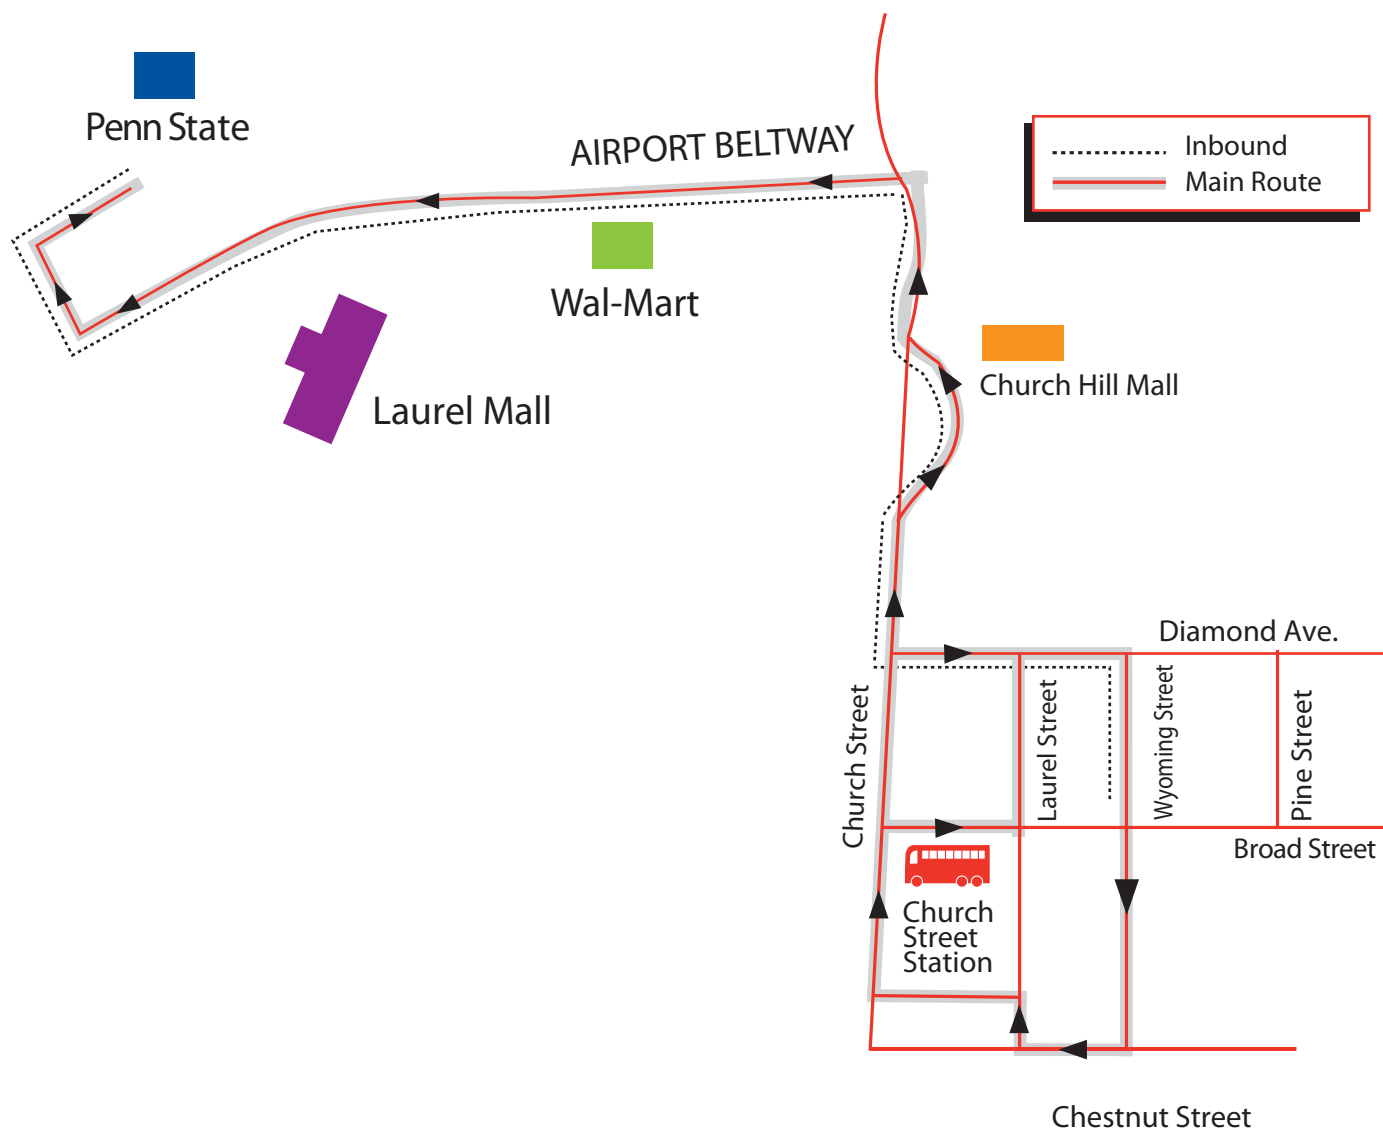 Penn State
AIRPORT BELTWAY
Inbound
Main Route
Wal-Mart
Church Hill Mall
Laurel Mall
Diamond Ave.
Church Street
Laurel Street
Wyoming Street
Pine Street
Broad Street
Church
Street
Station
Chestnut Street